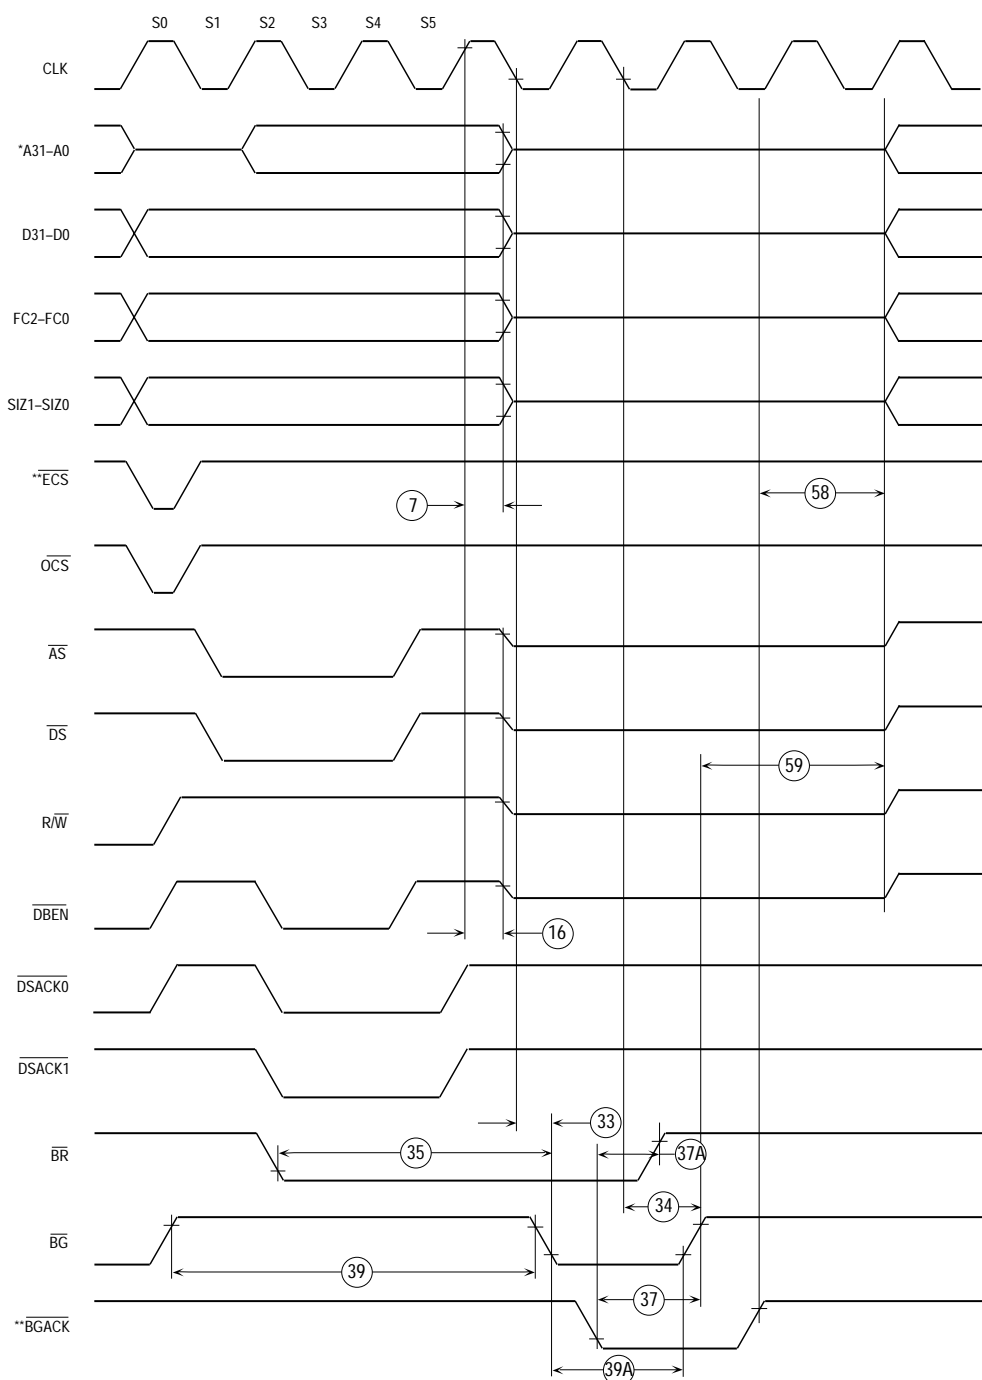 S0 S1 S2 S3 S4 S5
CLK
*A31–A0
D31–D0
FC2–FC0
SIZ1–SIZ0
**ECS
58
7
OCS
AS
DS
59
R/W
DBEN
16
DSACK0
DSACK1
33
BR
35
37A
34
BG
39
37
**BGACK
39A